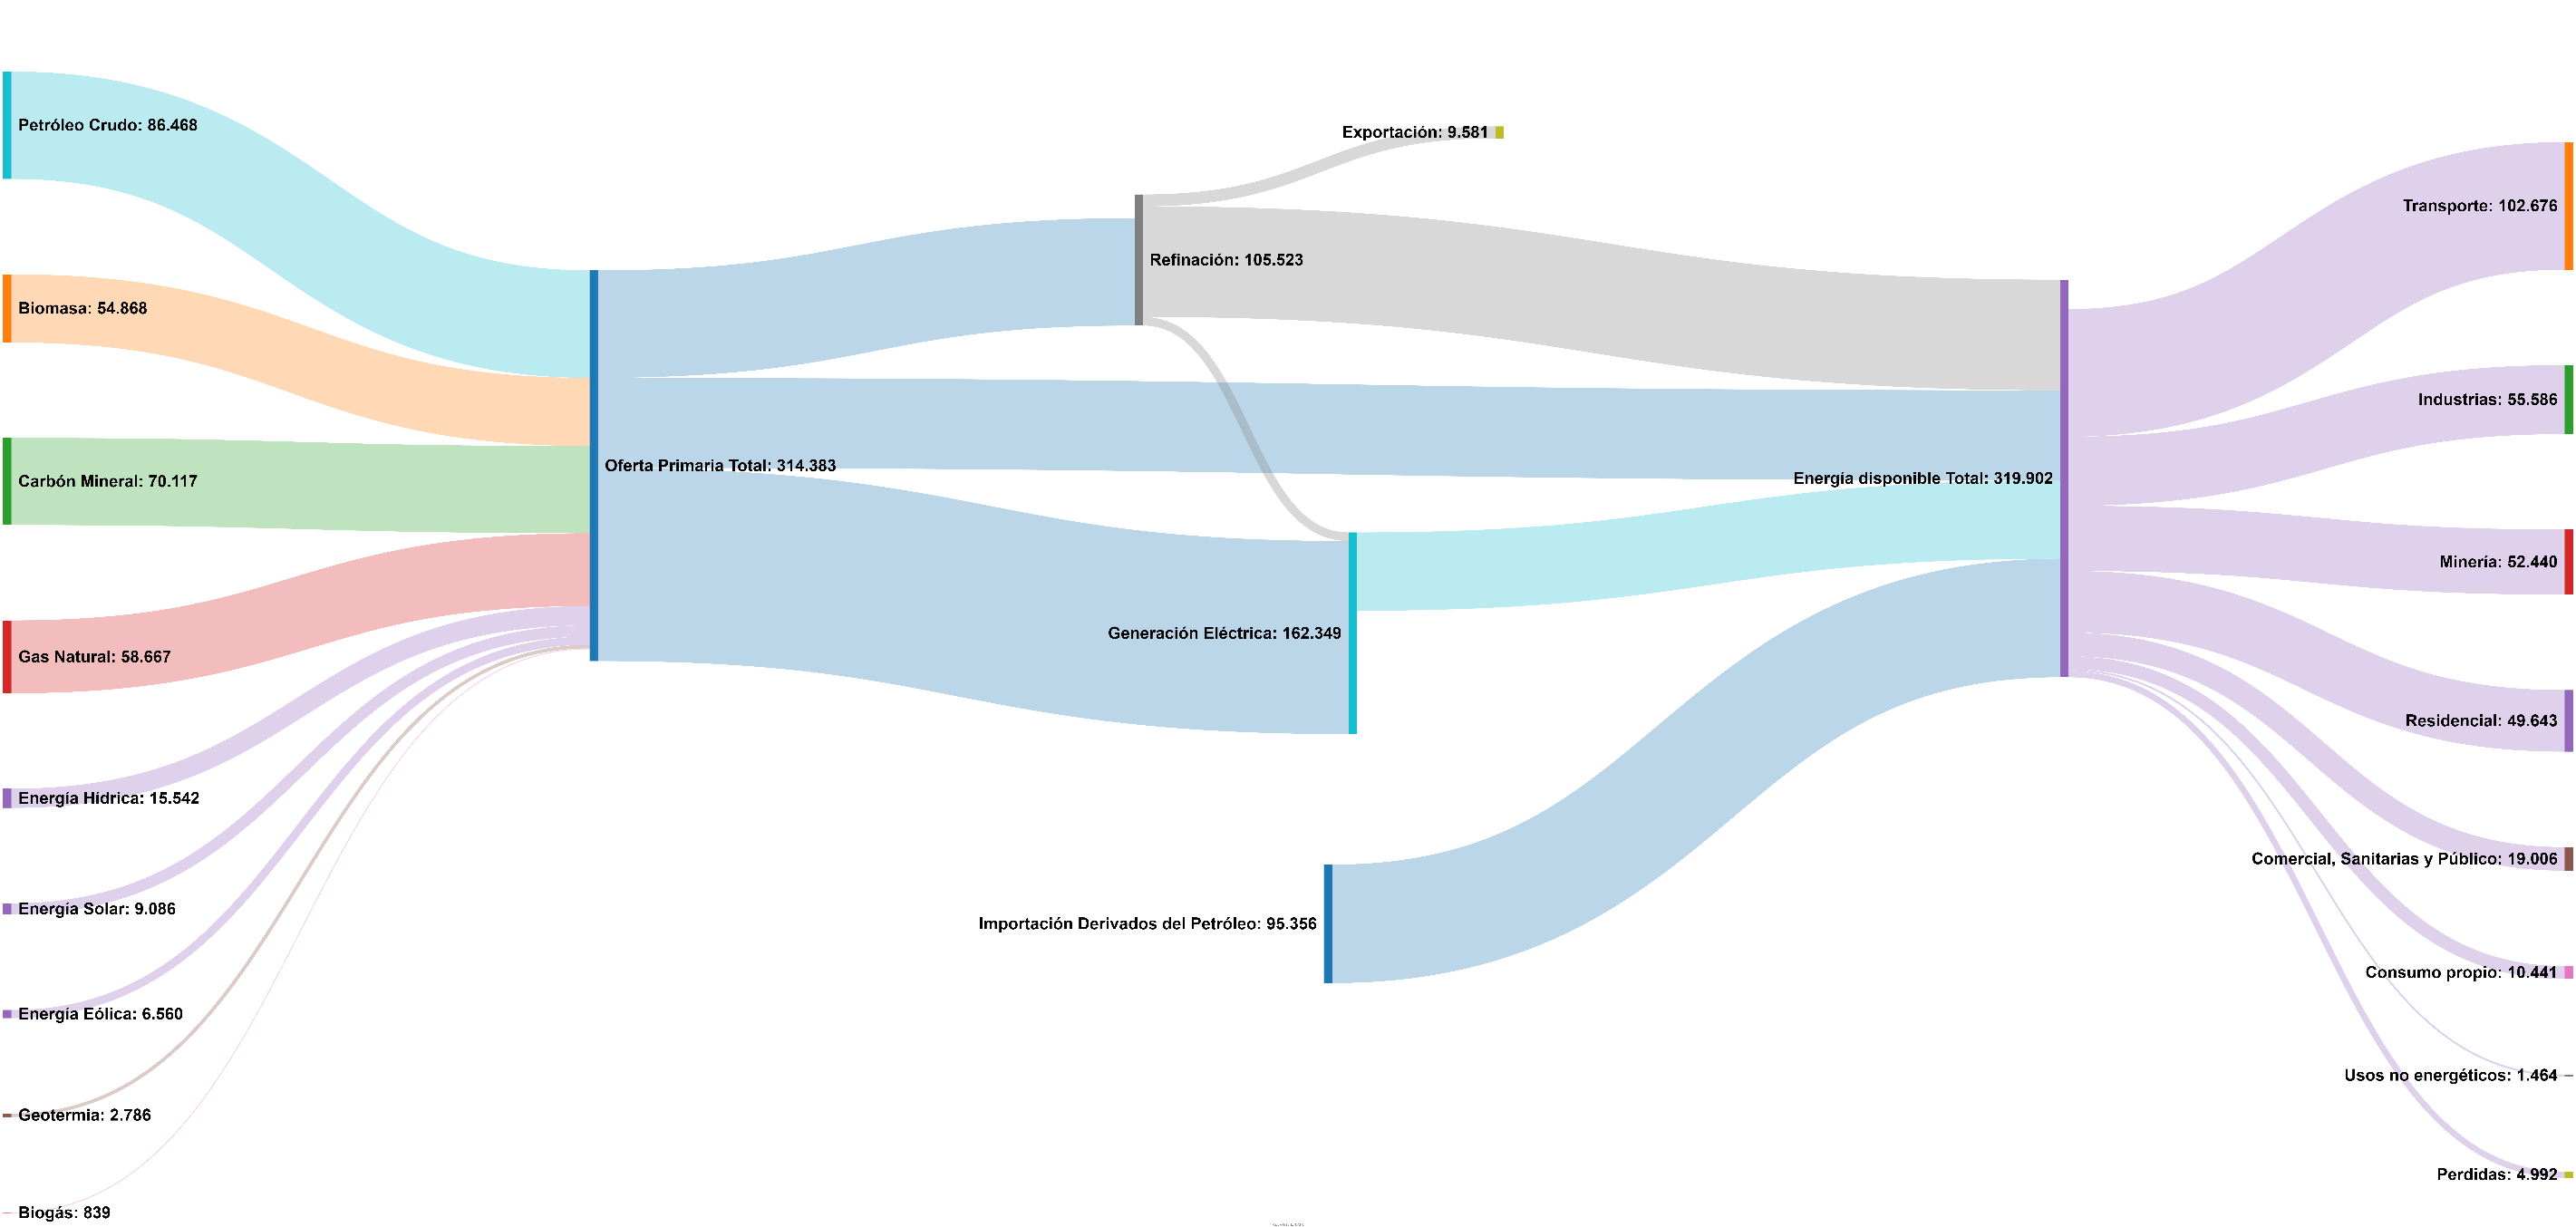 Petróleo Crudo: 86.468
Biomasa: 54.868
Carbón Mineral: 70.117
Gas Natural: 58.667
Energía Hídrica: 15.542
Energía Solar: 9.086
Energía Eólica: 6.560
Geotermia: 2.786
Biogás: 839
Oferta Primaria Total: 314.383
Exportación: 9.581
Refinación: 105.523
Generación Eléctrica: 162.349
Importación Derivados del Petróleo: 95.356
Energía disponible Total: 319.902
Transporte: 102.676
Industrias: 55.586
Minería: 52.440
Residencial: 49.643
Comercial, Sanitarias y Público: 19.006
Consumo propio: 10.441
Usos no energéticos: 1.464
Perdidas: 4.992